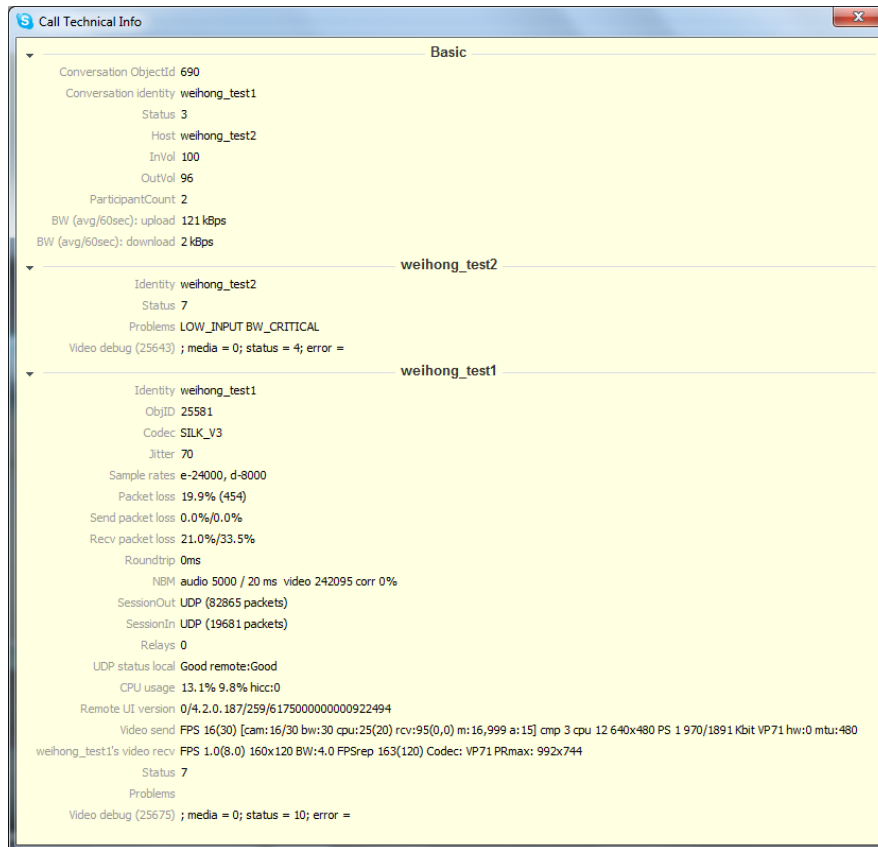 Call Technical Info
Basic
Conversation ObjectId 690
Conversation identity weihong_test1
Status 3
Host weihong_test2
InVol 100
OutVol 96
ParticipantCount 2
BW (avg/60sec): upload 121 kBps
BW (avg/60sec): download 2 kBps
weihong_test2
Identity weihong_test2
Status 7
Problems LOW_INPUT BW_CRITICAL
Video debug (25643) ; media = 0; status = 4; error =
weihong_test1
Identity weihong_test1
ObjID 25581
Codec SILK_V3
Jitter 70
Sample rates e-24000, d-8000
Packet loss 19.9% (454)
Send packet loss 0.0%/0.0%
Recv packet loss 21.0%/33.5%
Roundtrip 0ms
NBM audio 5000 / 20 ms video 242095 corr 0%
SessionOut UDP (82865 packets)
SessionIn UDP (19681 packets)
Relays 0
UDP status local Good remote:Good
CPU usage 13.1% 9.8% hicc:0
Remote UI version 0/4.2.0.187/259/6175000000000922494
Video send FPS 16(30) [cam:16/30 bw:30 cpu:25(20) rcv:95(0,0) m:16,999 a:15] cmp 3 cpu 12 640x480 PS 1 970/1891 Kbit VP71 hw:0 mtu:480
weihong_test1's video recv FPS 1.0(8.0) 160x120 BW:4.0 FPSrep 163(120) Codec: VP71 PRmax: 992x744
Status 7
Problems
Video debug (25675) ; media = 0; status = 10; error =